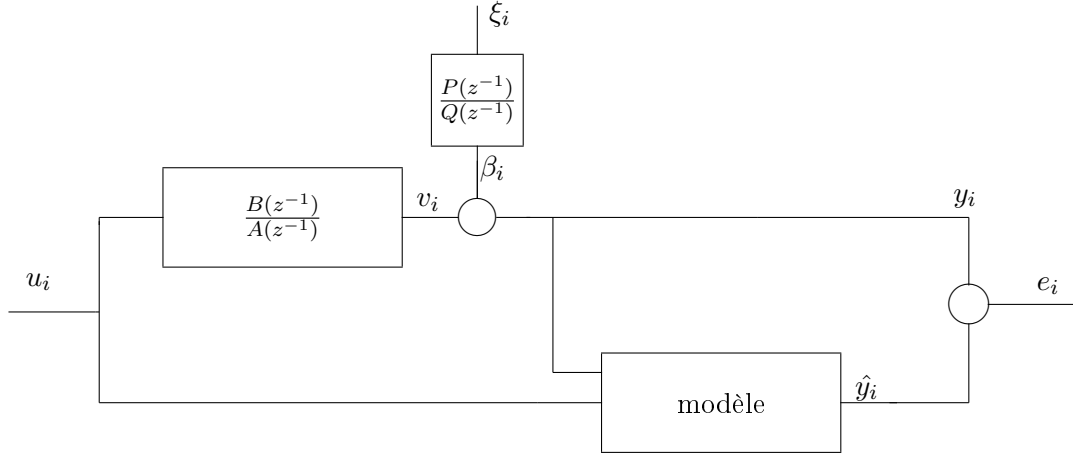 ξ_i
P(z^{-1})
Q(z^{-1})
β_i
B(z^{-1})
A(z^{-1})
v_i
y_i
u_i
e_i
modèle
ŷ_i